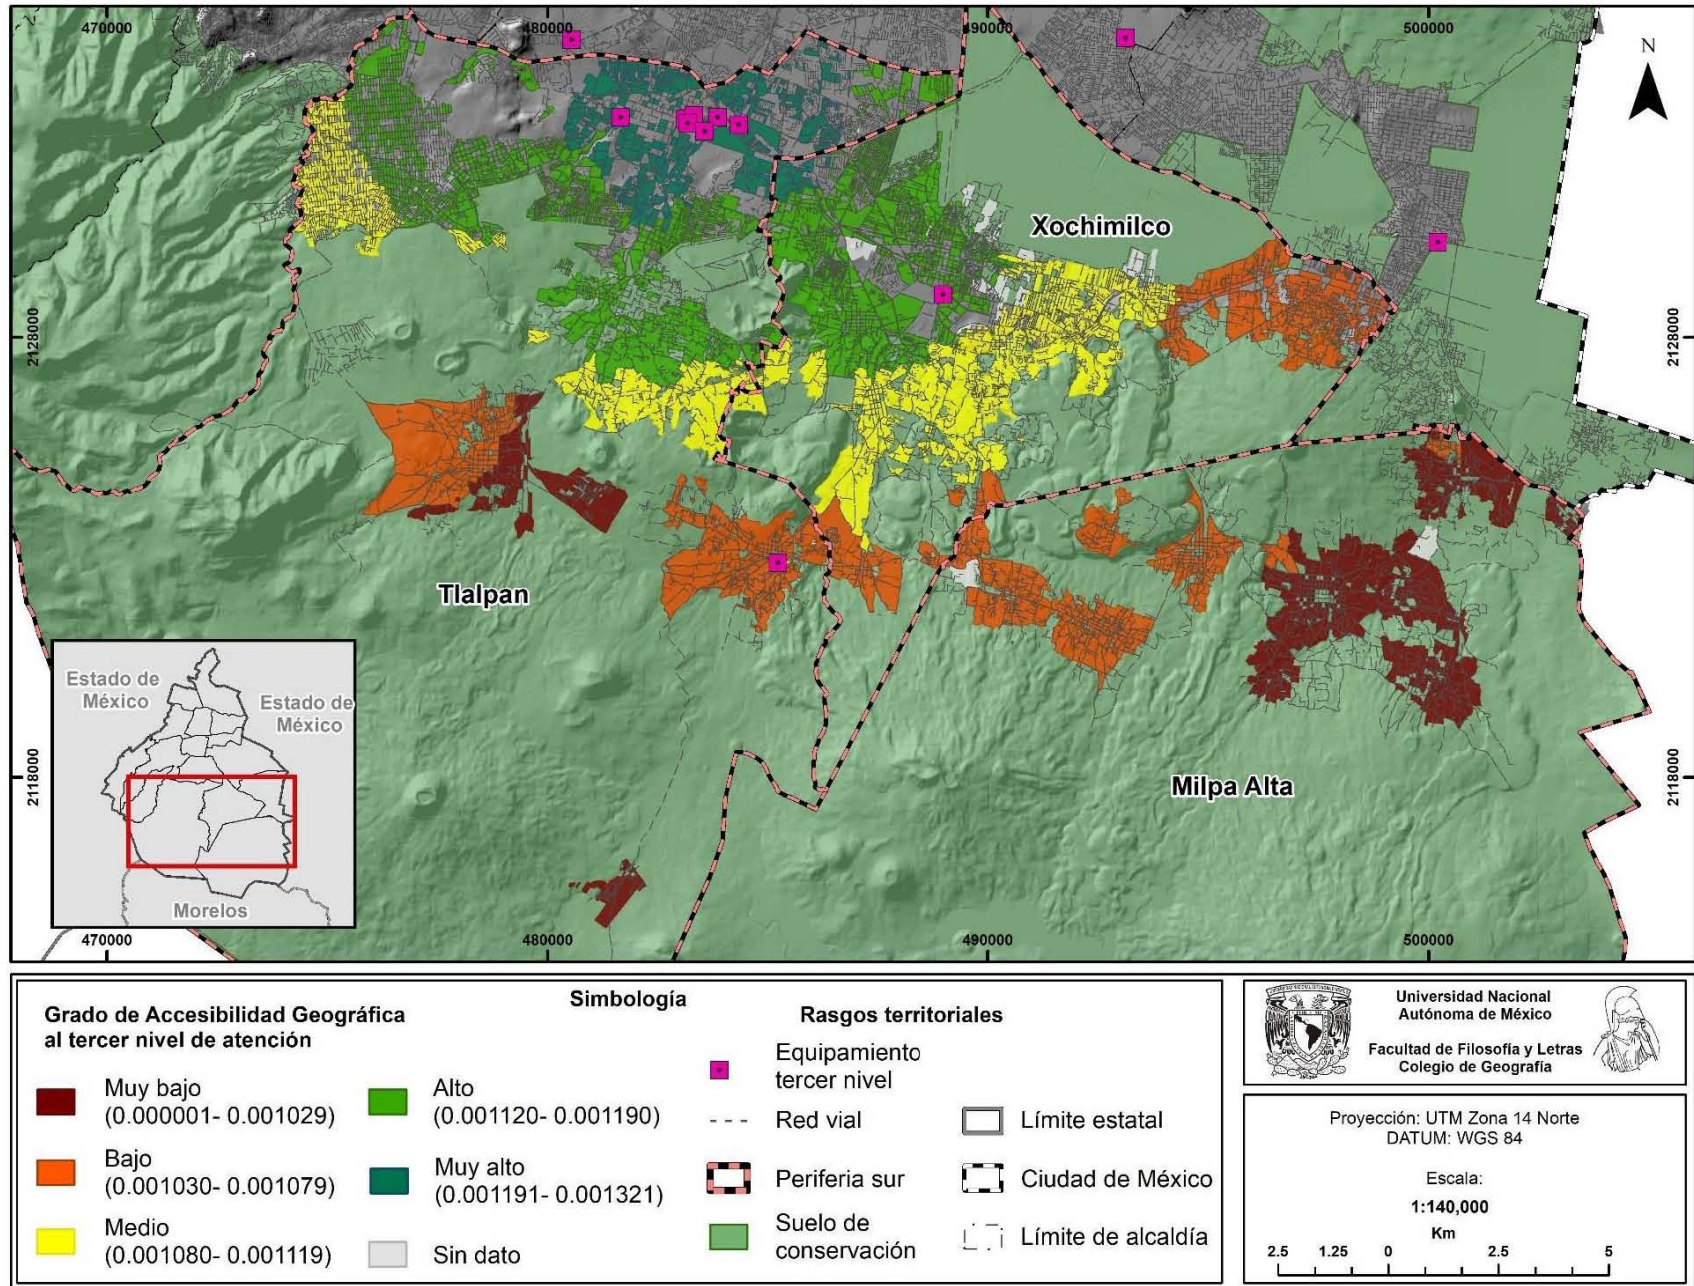 470000
480000
490000
500000
N
Xochimilco
2128000
2128000
Tlalpan
Milpa Alta
2118000
2118000
Estado de
México
Estado de
México
Morelos
470000
480000
490000
500000
Simbología
Grado de Accesibilidad Geográfica
al tercer nivel de atención
Muy bajo
(0.000001- 0.001029)
Bajo
(0.001030- 0.001079)
Medio
(0.001080- 0.001119)
Alto
(0.001120- 0.001190)
Muy alto
(0.001191- 0.001321)
Sin dato
Rasgos territoriales
Equipamiento
tercer nivel
Red vial
Periferia sur
Suelo de
conservación
Límite estatal
Ciudad de México
Límite de alcaldía
Universidad Nacional
Autónoma de México
Facultad de Filosofía y Letras
Colegio de Geografía
Proyección: UTM Zona 14 Norte
DATUM: WGS 84
Escala:
1:140,000
Km
2.5 1.25 0 2.5 5